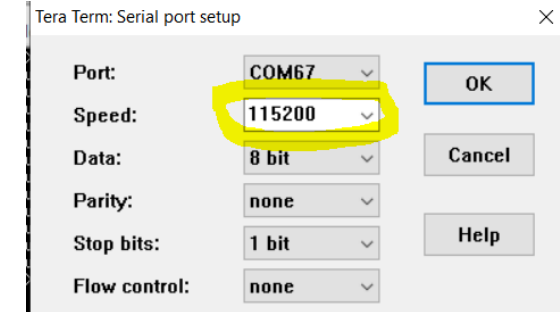 Tera Term: Serial port setup
Port: COM67
OK
Speed: 115200
Data: 8 bit
Cancel
Parity: none
Stop bits: 1 bit
Help
Flow control: none